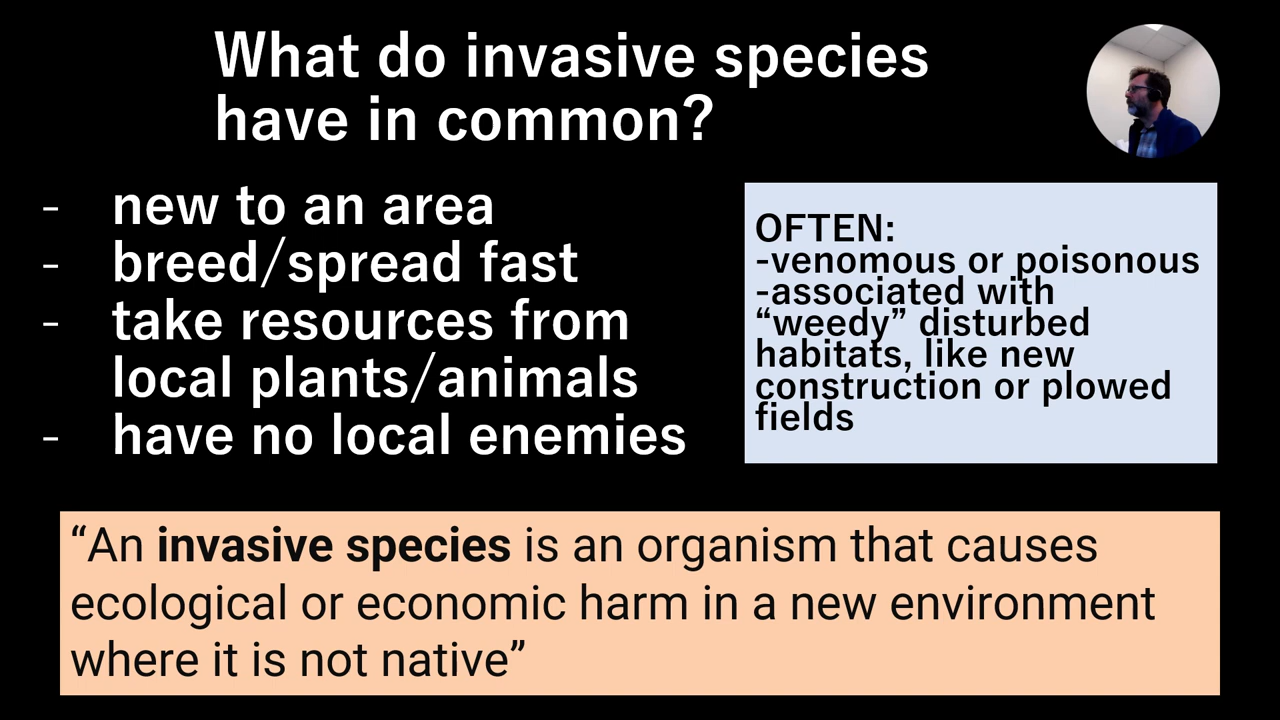 What do invasive species
have in common?
- new to an area
- breed/spread fast
- take resources from
local plants/animals
- have no local enemies
OFTEN:
-venomous or poisonous
-associated with
“weedy” disturbed
habitats, like new
construction or plowed
fields
“An invasive species is an organism that causes
ecological or economic harm in a new environment
where it is not native”